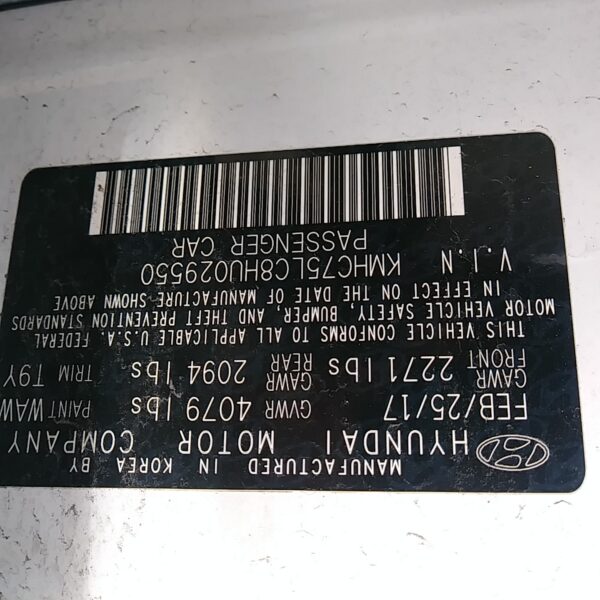 MANUFACTURED IN KOREA BY
HYUNDAI MOTOR COMPANY
FEB/25/17 GVWR 4079 lbs PAINT WAW
GAWR FRONT 2271 lbs GAWR REAR 2094 lbs TRIM T9Y
THIS VEHICLE CONFORMS TO ALL APPLICABLE U.S.A. FEDERAL
MOTOR VEHICLE SAFETY, BUMPER, AND THEFT PREVENTION STANDARDS
IN EFFECT ON THE DATE OF MANUFACTURE SHOWN ABOVE
V.I.N KMHC75LC8HU029550
PASSENGER CAR